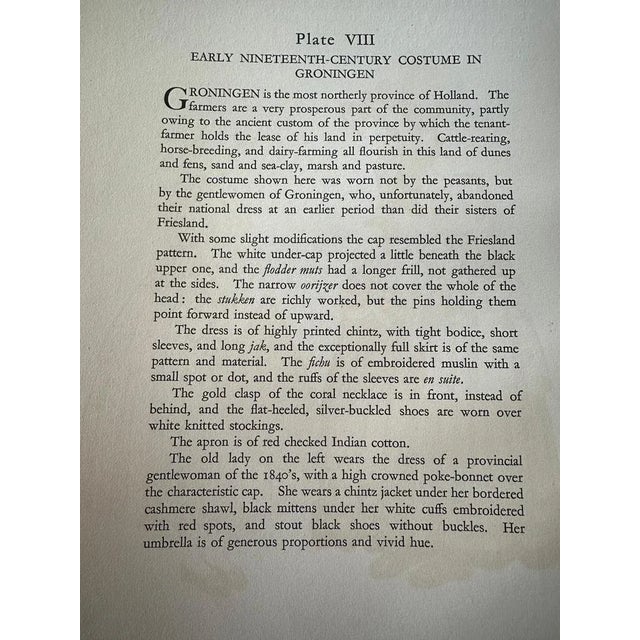 Plate VIII
EARLY NINETEENTH-CENTURY COSTUME IN
GRONINGEN
GRONINGEN is the most northerly province of Holland. The
farmers are a very prosperous part of the community, partly
owing to the ancient custom of the province by which the tenant-
farmer holds the lease of his land in perpetuity. Cattle-rearing,
horse-breeding, and dairy-farming all flourish in this land of dunes
and fens, sand and sea-clay, marsh and pasture.
The costume shown here was worn not by the peasants, but
by the gentlewomen of Groningen, who, unfortunately, abandoned
their national dress at an earlier period than did their sisters of
Friesland.
With some slight modifications the cap resembled the Friesland
pattern. The white under-cap projected a little beneath the black
upper one, and the flodder muts had a longer frill, not gathered up
at the sides. The narrow oorijzer does not cover the whole of the
head: the stukken are richly worked, but the pins holding them
point forward instead of upward.
The dress is of highly printed chintz, with tight bodice, short
sleeves, and long jak, and the exceptionally full skirt is of the same
pattern and material. The fichu is of embroidered muslin with a
small spot or dot, and the ruffs of the sleeves are en suite.
The gold clasp of the coral necklace is in front, instead of
behind, and the flat-heeled, silver-buckled shoes are worn over
white knitted stockings.
The apron is of red checked Indian cotton.
The old lady on the left wears the dress of a provincial
gentlewoman of the 1840's, with a high crowned poke-bonnet over
the characteristic cap. She wears a chintz jacket under her bordered
cashmere shawl, black mittens under her white cuffs embroidered
with red spots, and stout black shoes without buckles. Her
umbrella is of generous proportions and vivid hue.